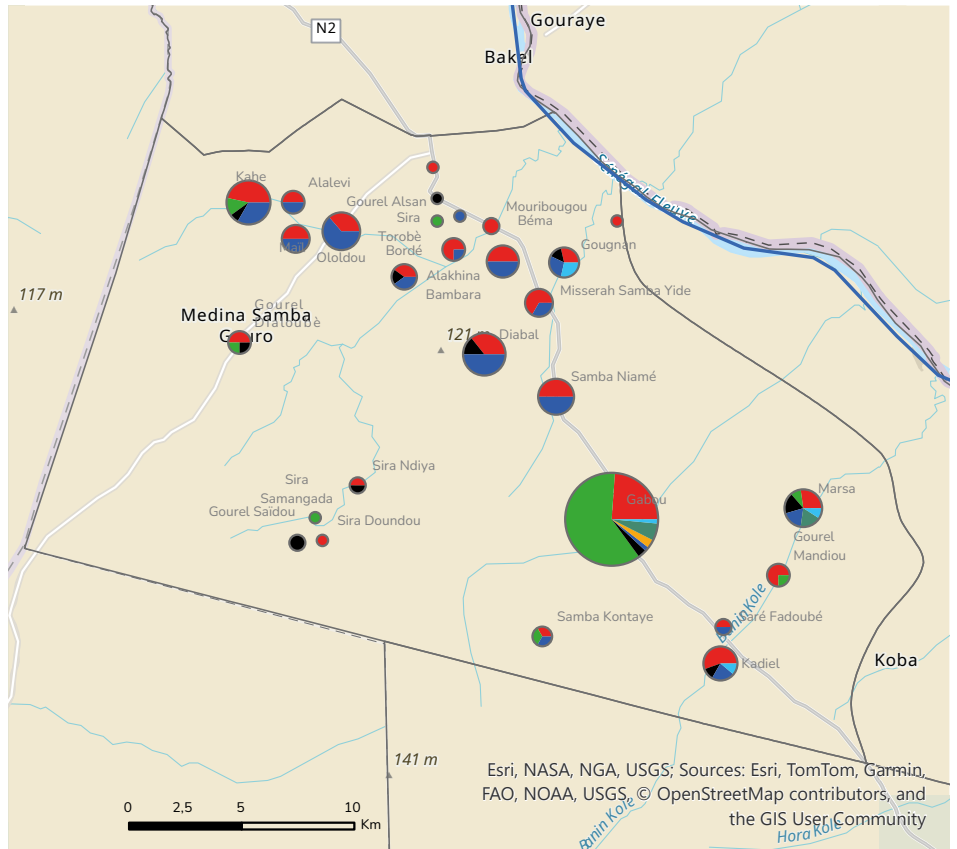 Gouraye
N2
Bakel
Sénégal Fleuve
Kahe
Alalevi
Gourel Alsan
Mouribougou
Sira
Béma
Torobè
Bordé
Gougnan
Ololdou
Alakhina
Bambara
Misserah Samba Yide
117 m
Gourel
Dialoubè
Medina Samba
Gouro
121 m
Diabal
Samba Niamé
Sira Ndiya
Sira
Samangada
Gourel Saïdou
Sira Doundou
Gabou
Marsa
Gourel
Mandiou
Samba Kontaye
Saré Fadoubé
Banin Kole
Kadiel
Koba
141 m
Esri, NASA, NGA, USGS; Sources: Esri, TomTom, Garmin,
FAO, NOAA, USGS, © OpenStreetMap contributors, and
the GIS User Community
0 2,5 5 10
Km
Banin Kole
Hora Kole